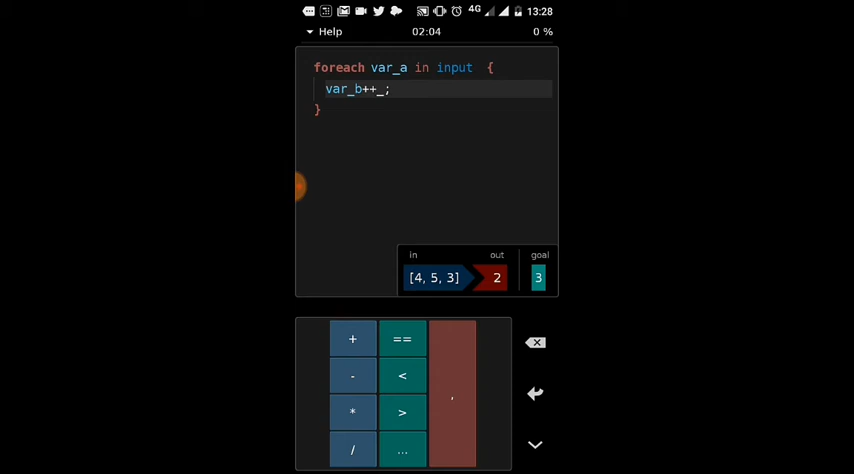 4G 13:28
Help 02:04 0 %
foreach var_a in input {
var_b++_;
}
in out goal
[4, 5, 3] 2 3
+ ==
- <
* > ,
/ ...